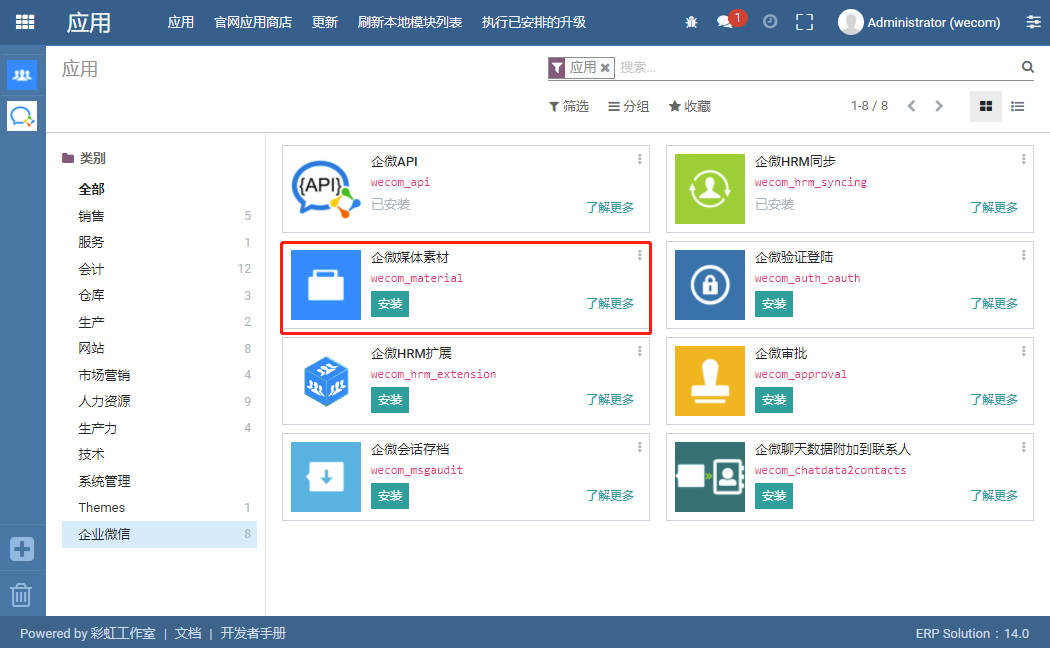 应用 应用 官网应用商店 更新 刷新本地模块列表 执行已安排的升级 1 Administrator (wecom)
应用
应用 搜索...
筛选 分组 收藏 1-8 / 8
类别
全部
销售 5
服务 1
会计 12
仓库 3
生产 2
网站 8
市场营销 4
人力资源 9
生产力 4
技术
系统管理
Themes 1
企业微信 8
{API}
企微API
wecom_api
已安装 了解更多
企微HRM同步
wecom_hrm_syncing
已安装 了解更多
企微媒体素材
wecom_material
安装 了解更多
企微验证登陆
wecom_auth_oauth
安装 了解更多
企微HRM扩展
wecom_hrm_extension
安装 了解更多
企微审批
wecom_approval
安装 了解更多
企微会话存档
wecom_msgaudit
安装 了解更多
企微聊天数据附加到联系人
wecom_chatdata2contacts
安装 了解更多
Powered by 彩虹工作室 | 文档 | 开发者手册 ERP Solution：14.0